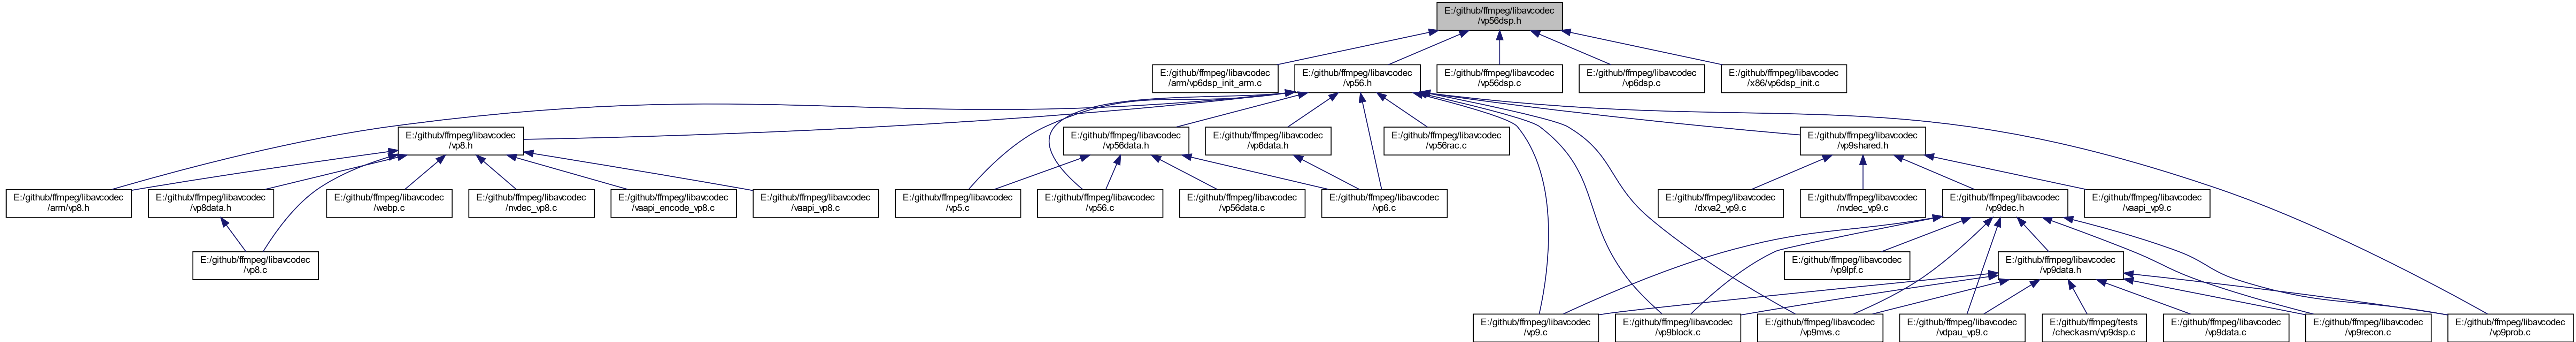 E:/github/ffmpeg/libavcodec
/vp56dsp.h
E:/github/ffmpeg/libavcodec
/arm/vp6dsp_init_arm.c
E:/github/ffmpeg/libavcodec
/vp56.h
E:/github/ffmpeg/libavcodec
/vp56dsp.c
E:/github/ffmpeg/libavcodec
/vp6dsp.c
E:/github/ffmpeg/libavcodec
/x86/vp6dsp_init.c
E:/github/ffmpeg/libavcodec
/vp8.h
E:/github/ffmpeg/libavcodec
/vp56data.h
E:/github/ffmpeg/libavcodec
/vp6data.h
E:/github/ffmpeg/libavcodec
/vp56rac.c
E:/github/ffmpeg/libavcodec
/vp9shared.h
E:/github/ffmpeg/libavcodec
/arm/vp8.h
E:/github/ffmpeg/libavcodec
/vp8data.h
E:/github/ffmpeg/libavcodec
/webp.c
E:/github/ffmpeg/libavcodec
/nvdec_vp8.c
E:/github/ffmpeg/libavcodec
/vaapi_encode_vp8.c
E:/github/ffmpeg/libavcodec
/vaapi_vp8.c
E:/github/ffmpeg/libavcodec
/vp5.c
E:/github/ffmpeg/libavcodec
/vp56.c
E:/github/ffmpeg/libavcodec
/vp56data.c
E:/github/ffmpeg/libavcodec
/vp6.c
E:/github/ffmpeg/libavcodec
/dxva2_vp9.c
E:/github/ffmpeg/libavcodec
/nvdec_vp9.c
E:/github/ffmpeg/libavcodec
/vp9dec.h
E:/github/ffmpeg/libavcodec
/vaapi_vp9.c
E:/github/ffmpeg/libavcodec
/vp8.c
E:/github/ffmpeg/libavcodec
/vp9lpf.c
E:/github/ffmpeg/libavcodec
/vp9data.h
E:/github/ffmpeg/libavcodec
/vp9.c
E:/github/ffmpeg/libavcodec
/vp9block.c
E:/github/ffmpeg/libavcodec
/vp9mvs.c
E:/github/ffmpeg/libavcodec
/vdpau_vp9.c
E:/github/ffmpeg/tests
/checkasm/vp9dsp.c
E:/github/ffmpeg/libavcodec
/vp9data.c
E:/github/ffmpeg/libavcodec
/vp9recon.c
E:/github/ffmpeg/libavcodec
/vp9prob.c